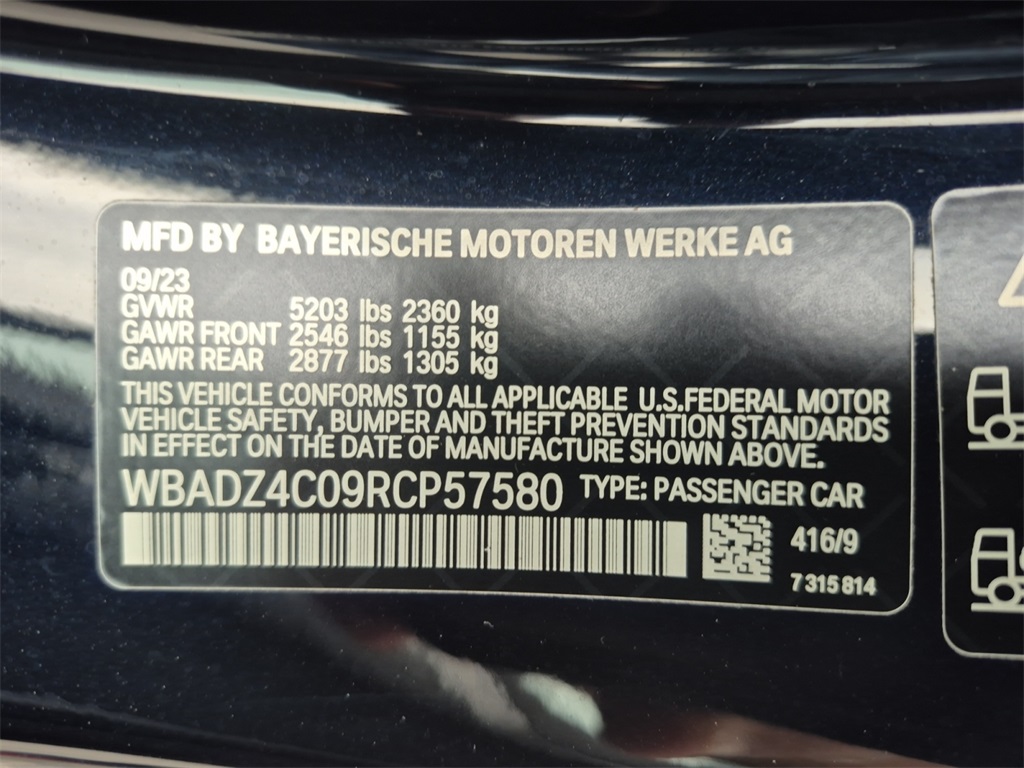 MFD BY BAYERISCHE MOTOREN WERKE AG
09/23
GVWR 5203 lbs 2360 kg
GAWR FRONT 2546 lbs 1155 kg
GAWR REAR 2877 lbs 1305 kg
THIS VEHICLE CONFORMS TO ALL APPLICABLE U.S.FEDERAL MOTOR
VEHICLE SAFETY, BUMPER AND THEFT PREVENTION STANDARDS
IN EFFECT ON THE DATE OF MANUFACTURE SHOWN ABOVE.
WBADZ4C09RCP57580 TYPE: PASSENGER CAR
416/9
7 315 814